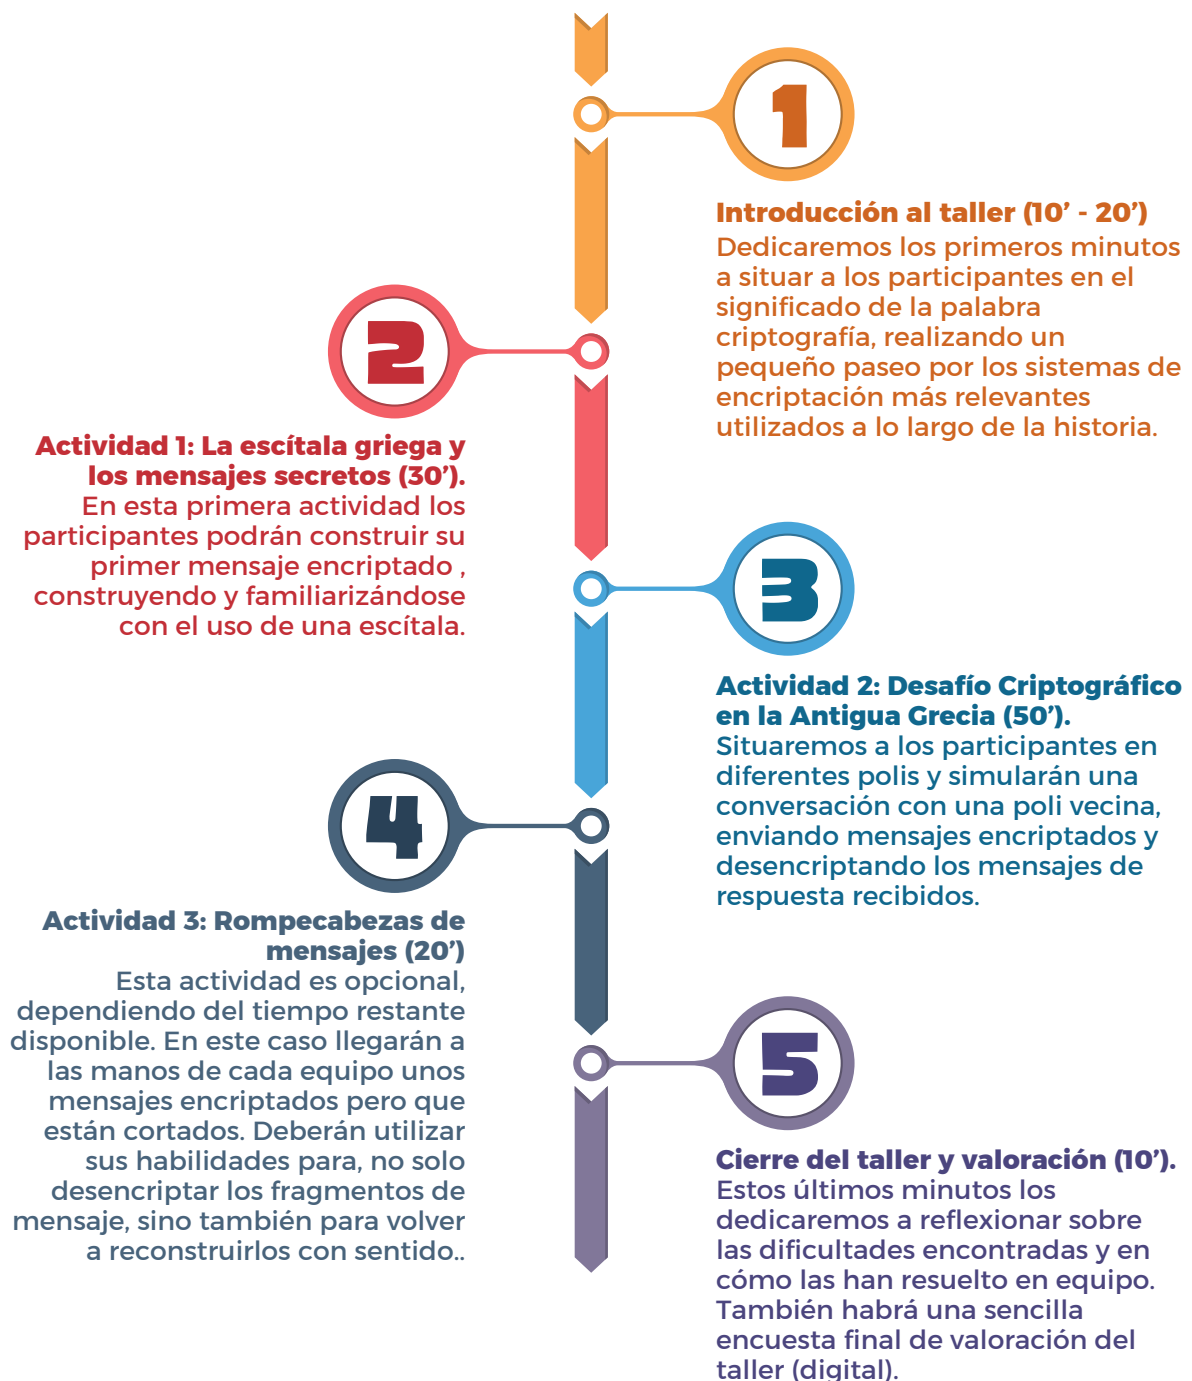 1
Introducción al taller (10’ - 20’)
Dedicaremos los primeros minutos
a situar a los participantes en el
significado de la palabra
criptografía, realizando un
pequeño paseo por los sistemas de
encriptación más relevantes
utilizados a lo largo de la historia.
2
Actividad 1: La escítala griega y
los mensajes secretos (30’).
En esta primera actividad los
participantes podrán construir su
primer mensaje encriptado ,
construyendo y familiarizándose
con el uso de una escítala.
3
Actividad 2: Desafío Criptográfico
en la Antigua Grecia (50’).
Situaremos a los participantes en
diferentes polis y simularán una
conversación con una poli vecina,
enviando mensajes encriptados y
desencriptando los mensajes de
respuesta recibidos.
4
Actividad 3: Rompecabezas de
mensajes (20’)
Esta actividad es opcional,
dependiendo del tiempo restante
disponible. En este caso llegarán a
las manos de cada equipo unos
mensajes encriptados pero que
están cortados. Deberán utilizar
sus habilidades para, no solo
desencriptar los fragmentos de
mensaje, sino también para volver
a reconstruirlos con sentido..
5
Cierre del taller y valoración (10’).
Estos últimos minutos los
dedicaremos a reflexionar sobre
las dificultades encontradas y en
cómo las han resuelto en equipo.
También habrá una sencilla
encuesta final de valoración del
taller (digital).